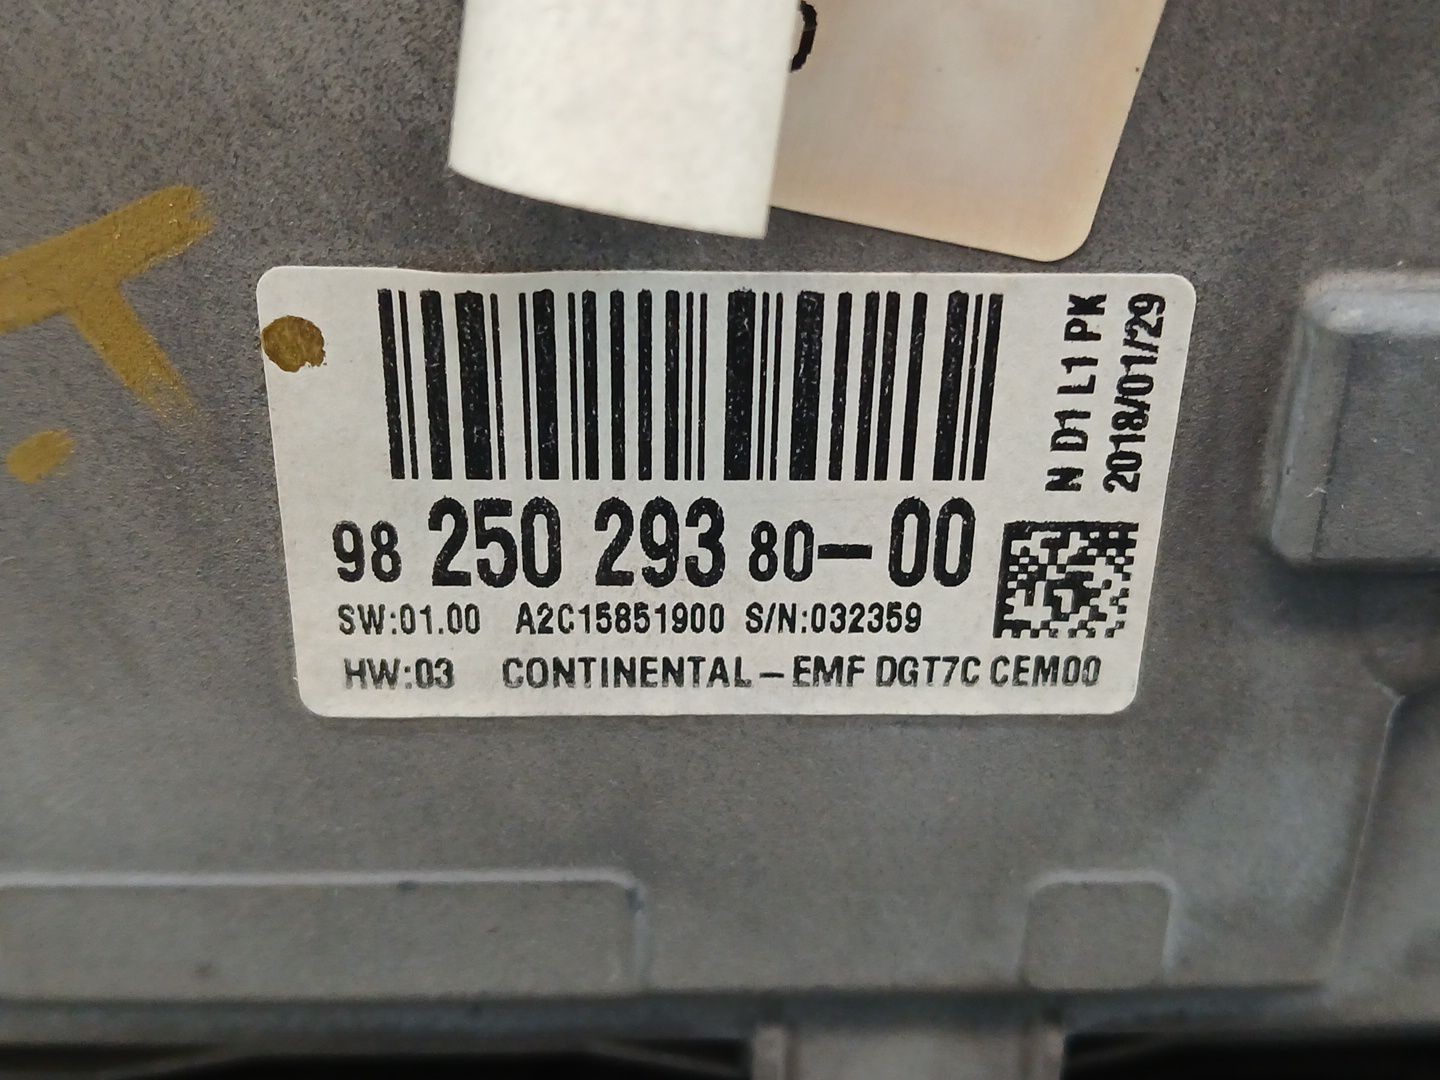 98 250 293 80-00
SW:01.00 A2C15851900 S/N:032359
HW:03 CONTINENTAL-EMF DGT7C CEM00
N D1 L1 PK
2018/01/29